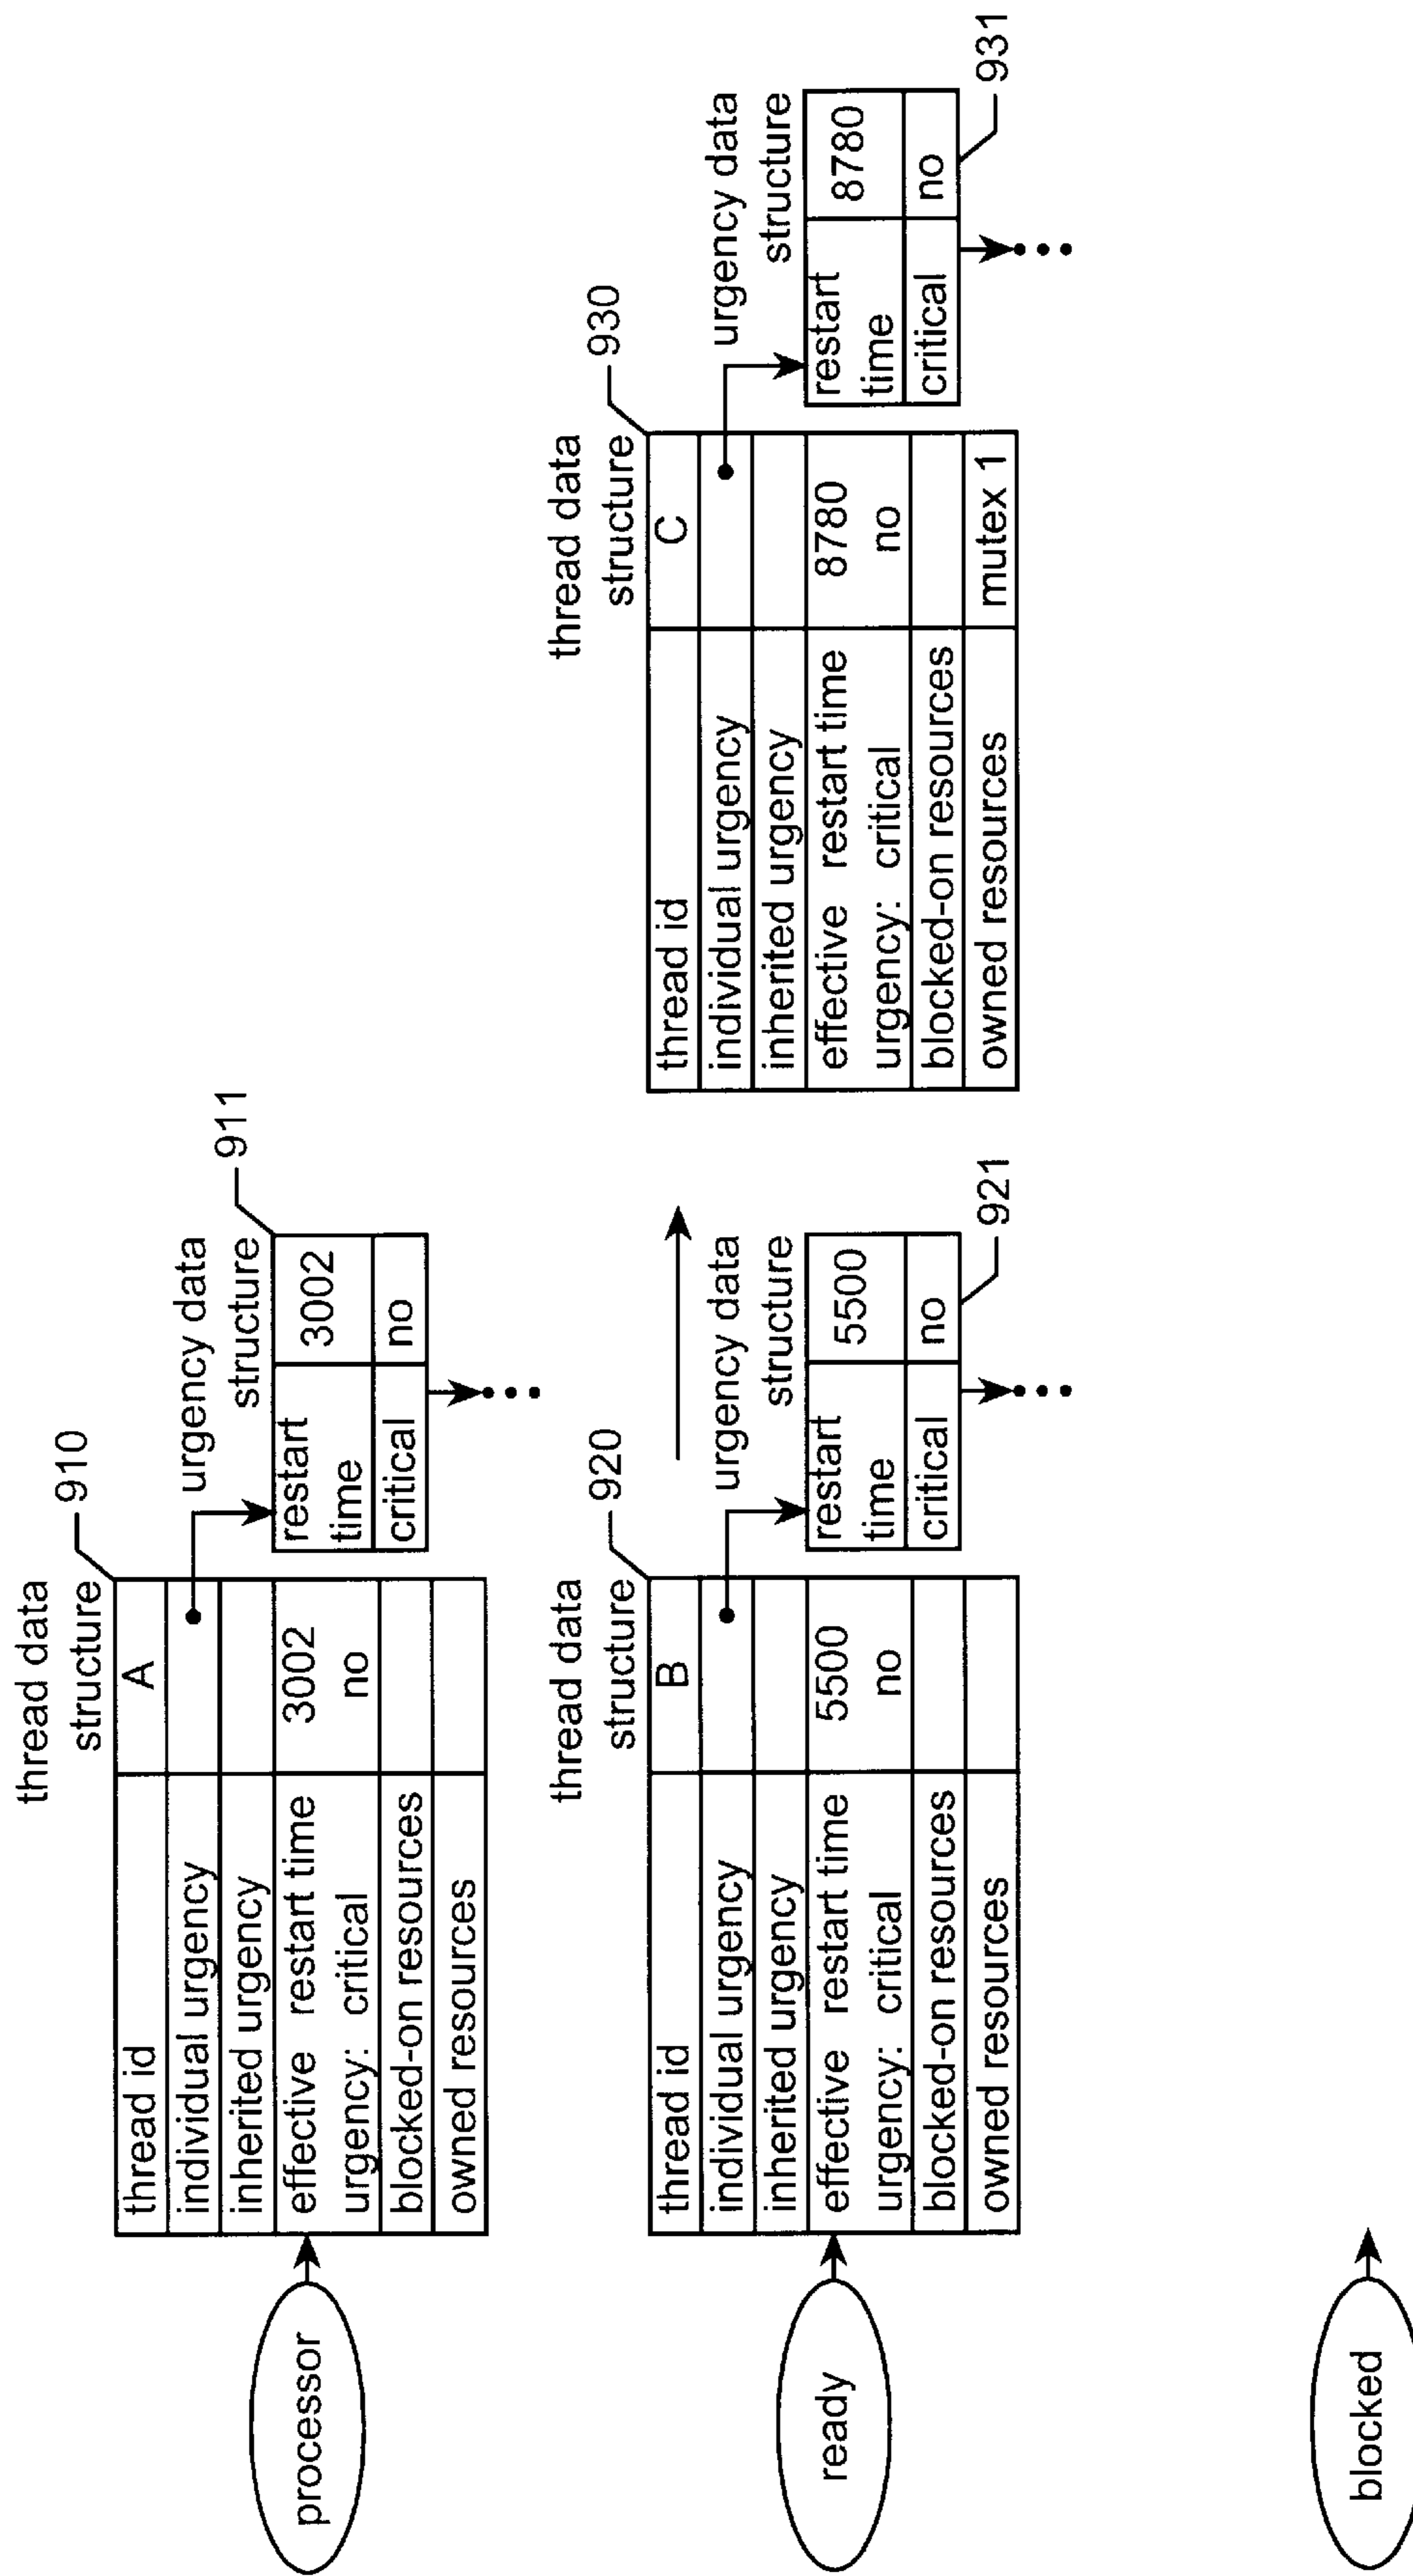 thread data
structure
910
thread id A
individual urgency
inherited urgency
effective restart time 3002
urgency: critical no
blocked-on resources
owned resources
urgency data
structure
911
restart
time 3002
critical no
processor
thread data
structure
920
thread id B
individual urgency
inherited urgency
effective restart time 5500
urgency: critical no
blocked-on resources
owned resources
urgency data
structure
restart
time 5500
critical no
921
ready
thread data
structure
930
thread id C
individual urgency
inherited urgency
effective restart time 8780
urgency: critical no
blocked-on resources
owned resources mutex 1
urgency data
structure
restart
time 8780
critical no
931
blocked